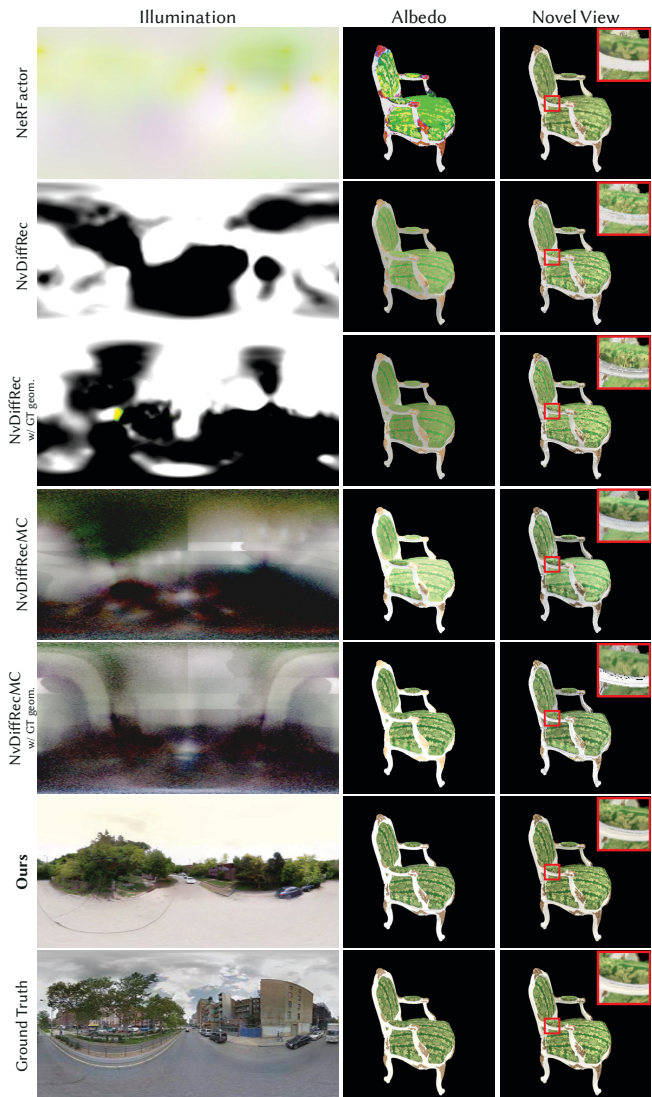 Illumination
Albedo
Novel View
NeRFactor
NvDiffRec
NvDiffRec
w/ GT geom.
NvDiffRecMC
NvDiffRecMC
w/ GT geom.
Ours
Ground Truth